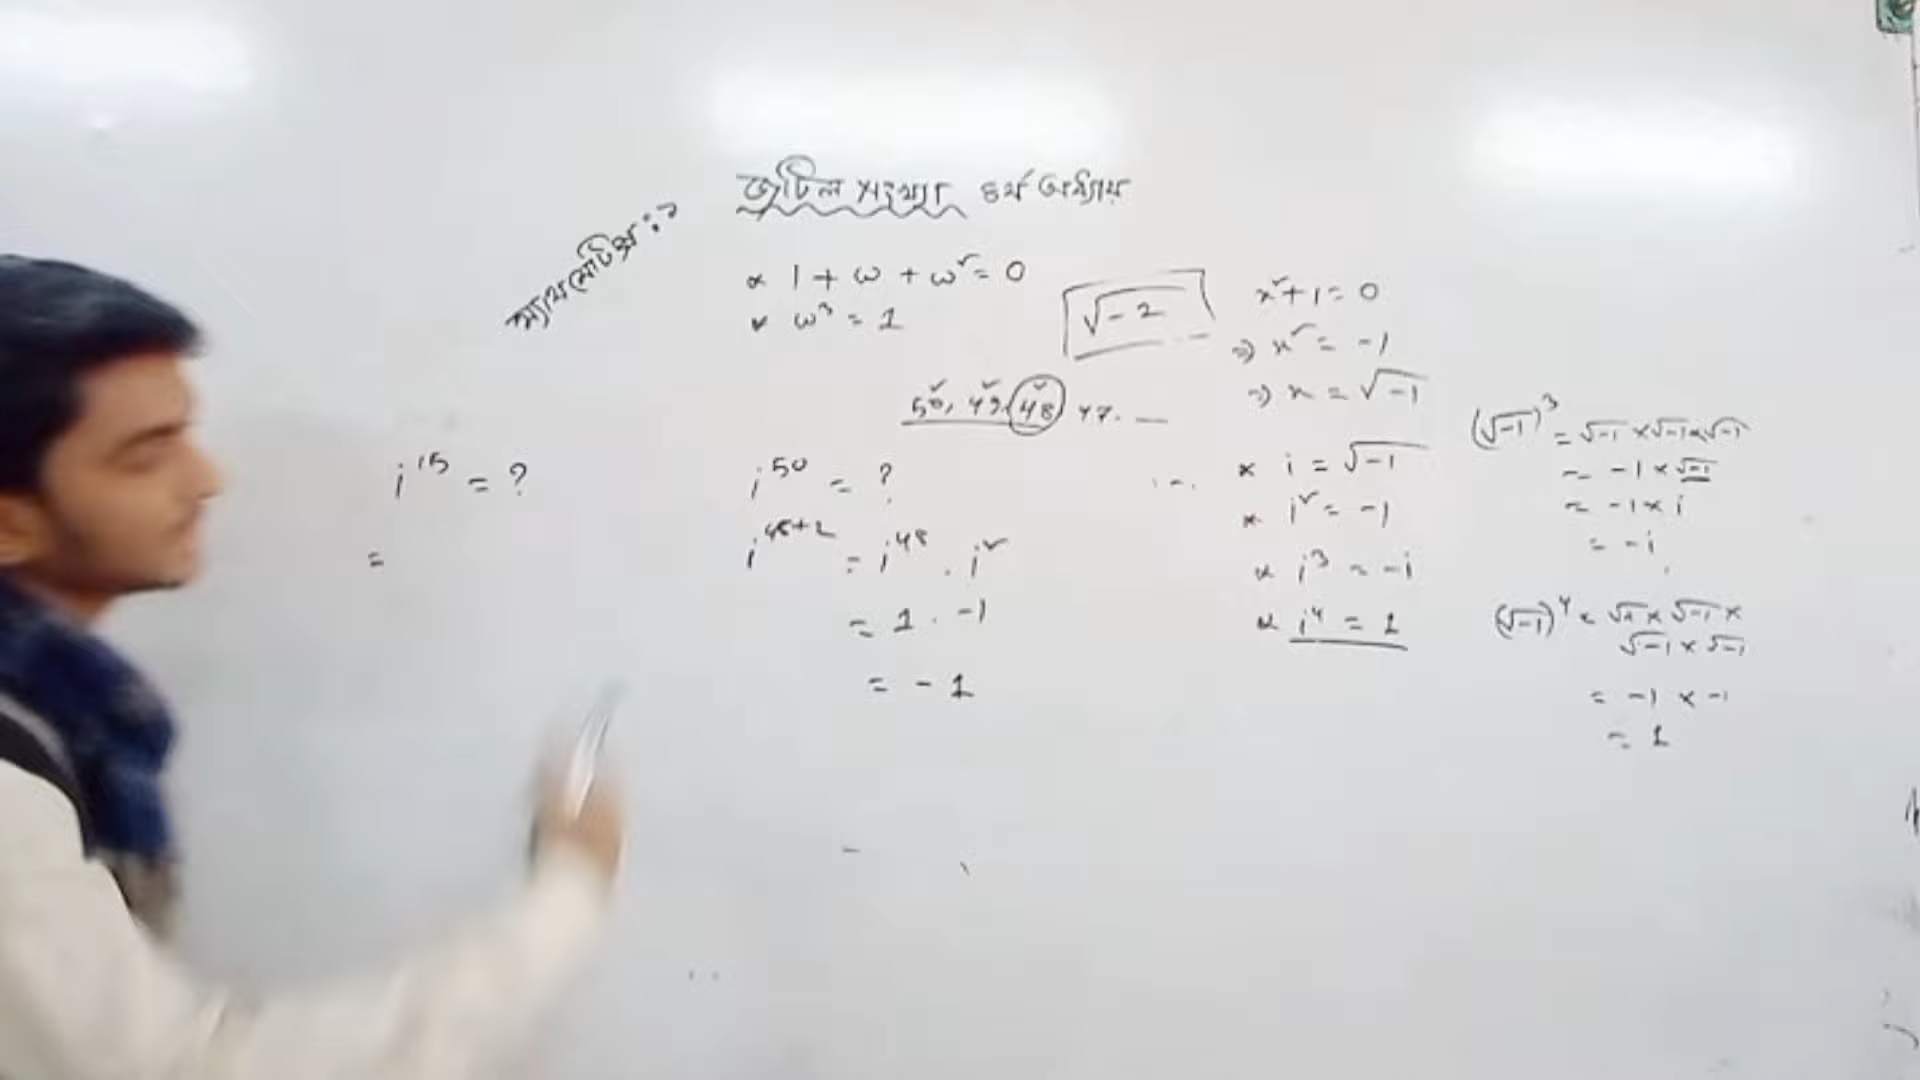 জটিল সংখ্যা ৪র্থ অধ্যায়
ম্যাথমেটিক্স :?
* 1 + ω + ω² = 0
* ω³ = 1
√-2
50, 49, 48 47. —
i¹⁵ = ?
=
i⁵⁰ = ?
i⁴⁸⁺² = i⁴⁸ . i²
= 1 . -1
= - 1
x² + 1 = 0
⇒ x² = -1
⇒ x = √-1
* i = √-1
* i² = -1
* i³ = -i
* i⁴ = 1
(√-1)³ = √-1 × √-1 × √-1
= -1 × √-1
= -1 × i
= -i
(√-1)⁴ = √-1 × √-1 ×
√-1 × √-1
= -1 × -1
= 1